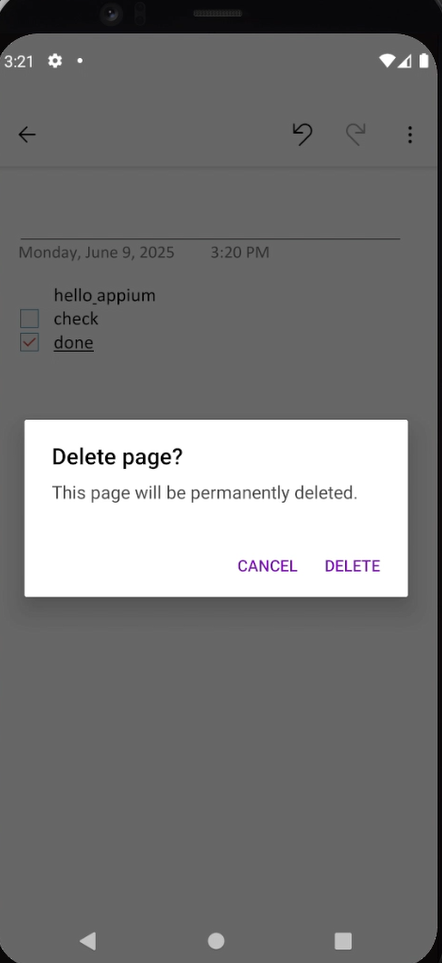 3:21
Monday, June 9, 2025 3:20 PM
hello_appium
check
done
Delete page?
This page will be permanently deleted.
CANCEL DELETE